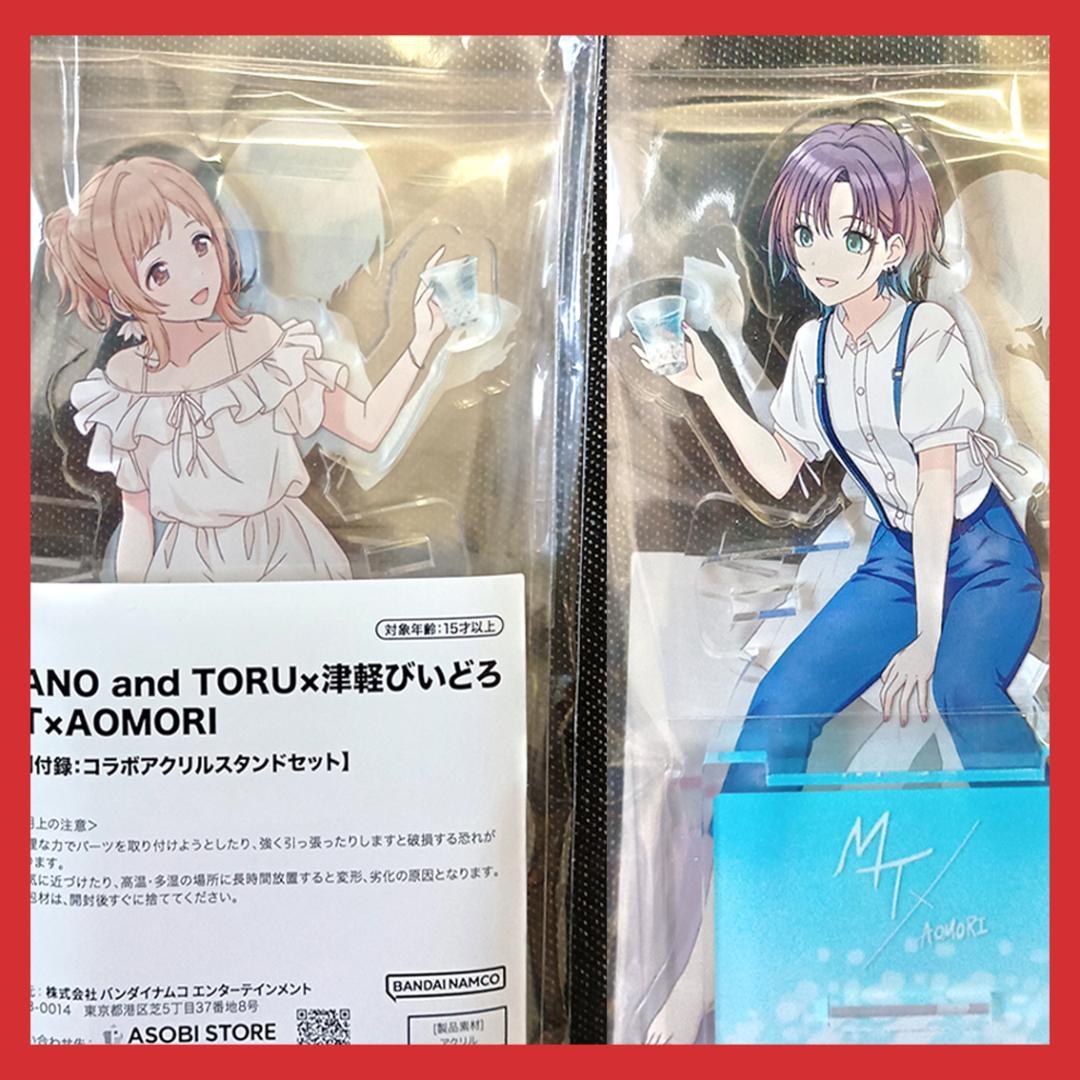 対象年齢:15才以上
ANO and TORU×津軽びいどろ
T×AOMORI
付録:コラボアクリルスタンドセット】
上の注意>
な力でパーツを取り付けようとしたり、強く引っ張ったりしますと破損する恐れが
ます。
気に近づけたり、高温・多湿の場所に長時間放置すると変形、劣化の原因となります。
包材は、開封後すぐに捨ててください。
元:株式会社 バンダイナムコ エンターテインメント
-0014 東京都港区芝5丁目37番地8号
BANDAI NAMCO
い合わせ先:
ASOBI STORE
[製品素材]
アクリル
MT×
AOMORI